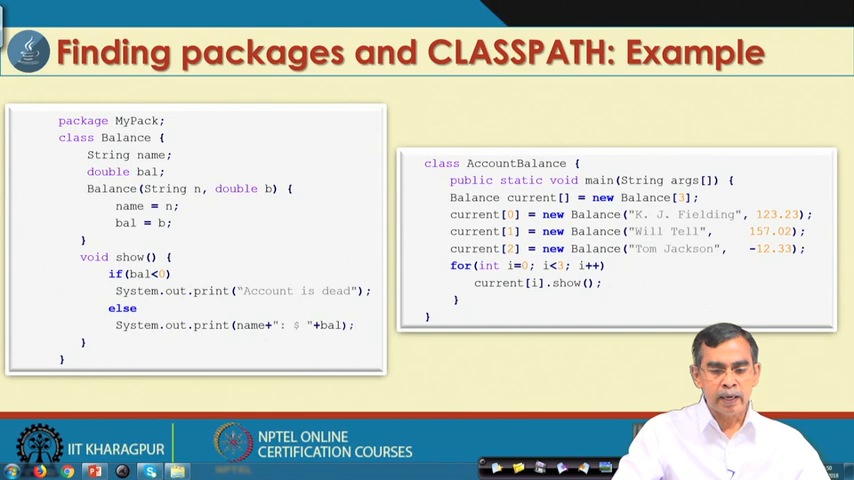 Finding packages and CLASSPATH: Example
package MyPack;
class Balance {
String name;
double bal;
Balance(String n, double b) {
name = n;
bal = b;
}
void show() {
if(bal<0)
System.out.print("Account is dead");
else
System.out.print(name+": $ "+bal);
}
}
class AccountBalance {
public static void main(String args[]) {
Balance current[] = new Balance[3];
current[0] = new Balance("K. J. Fielding", 123.23);
current[1] = new Balance("Will Tell", 157.02);
current[2] = new Balance("Tom Jackson", -12.33);
for(int i=0; i<3; i++)
current[i].show();
}
}
IIT KHARAGPUR
NPTEL ONLINE
CERTIFICATION COURSES
NPTEL